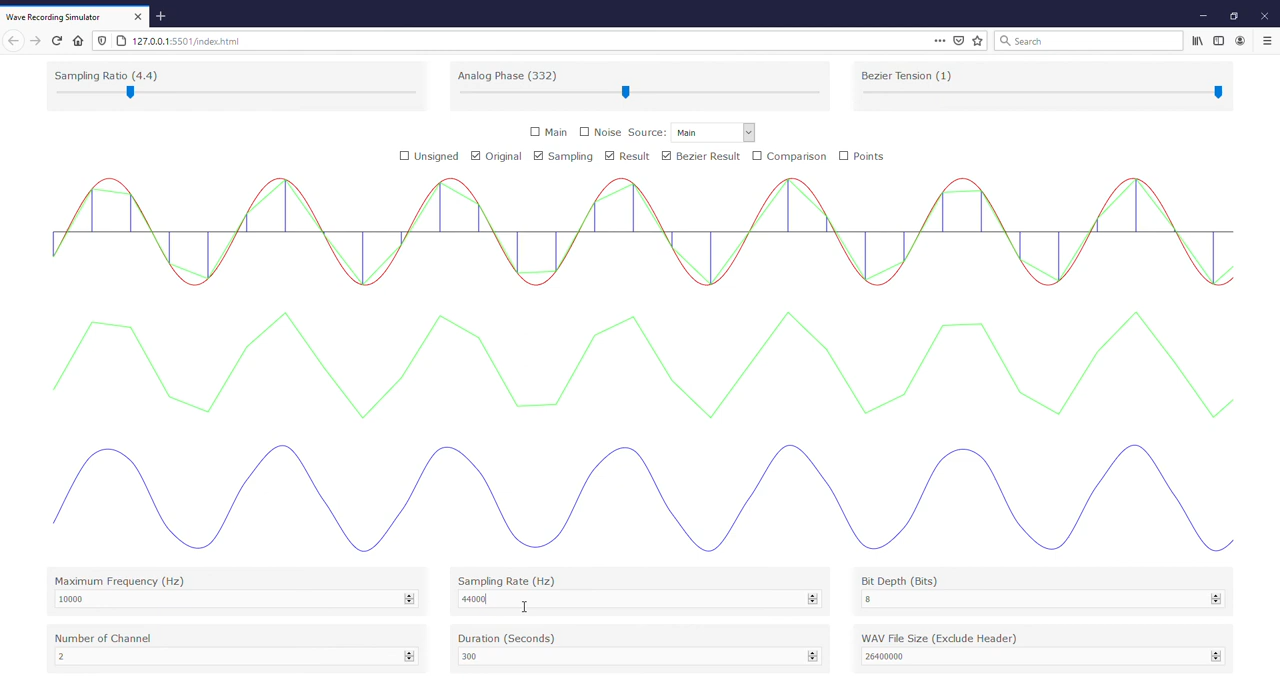 Wave Recording Simulator
127.0.0.1:5501/index.html
Search
Sampling Ratio (4.4)
Analog Phase (332)
Bezier Tension (1)
Main Noise Source: Main
Unsigned Original Sampling Result Bezier Result Comparison Points
Maximum Frequency (Hz)
10000
Sampling Rate (Hz)
44000
Bit Depth (Bits)
8
Number of Channel
2
Duration (Seconds)
300
WAV File Size (Exclude Header)
26400000